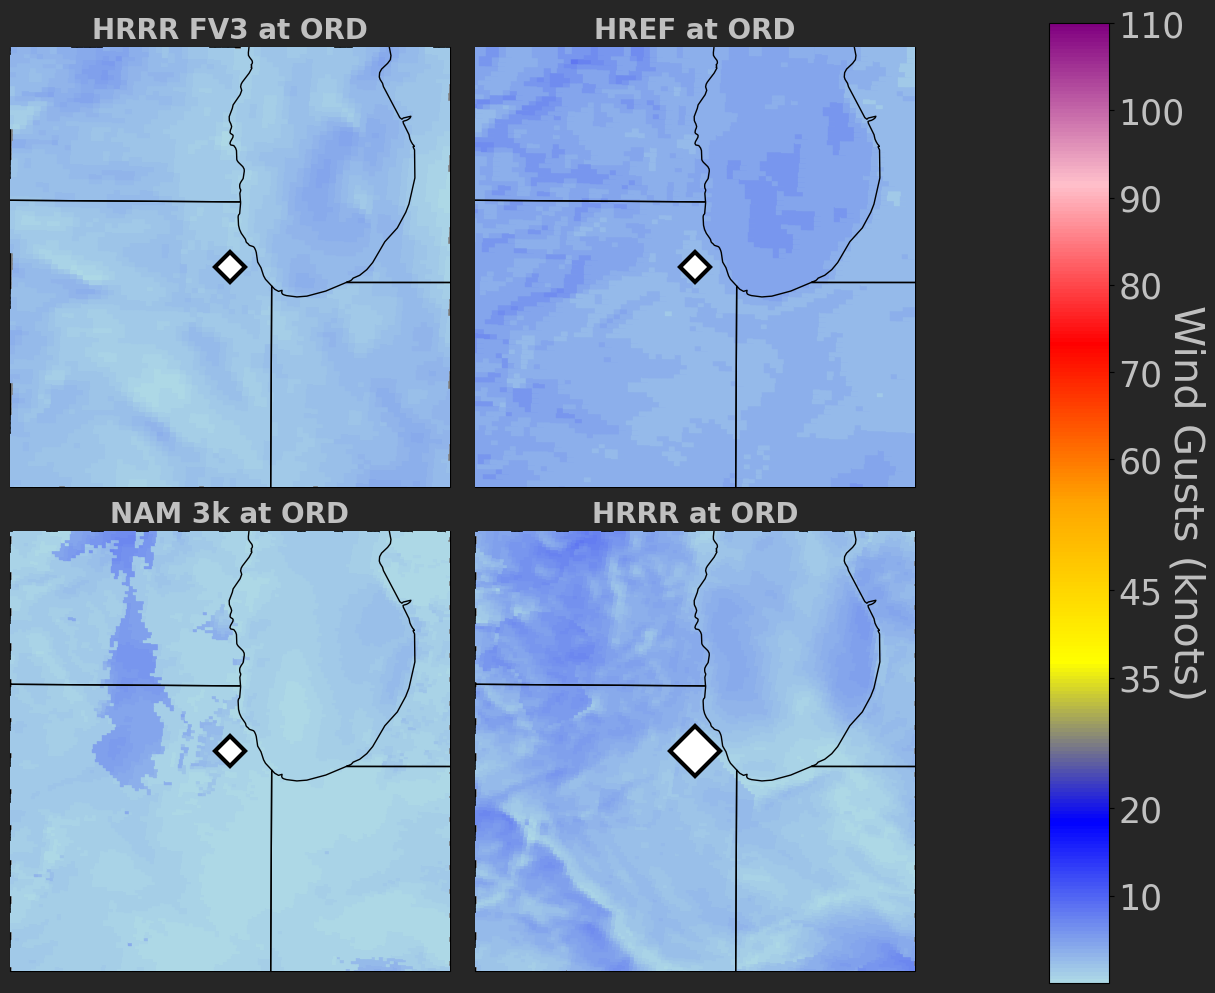 HRRR FV3 at ORD
HREF at ORD
NAM 3k at ORD
HRRR at ORD
110
100
90
80
70
60
45
35
20
10
Wind Gusts (knots)